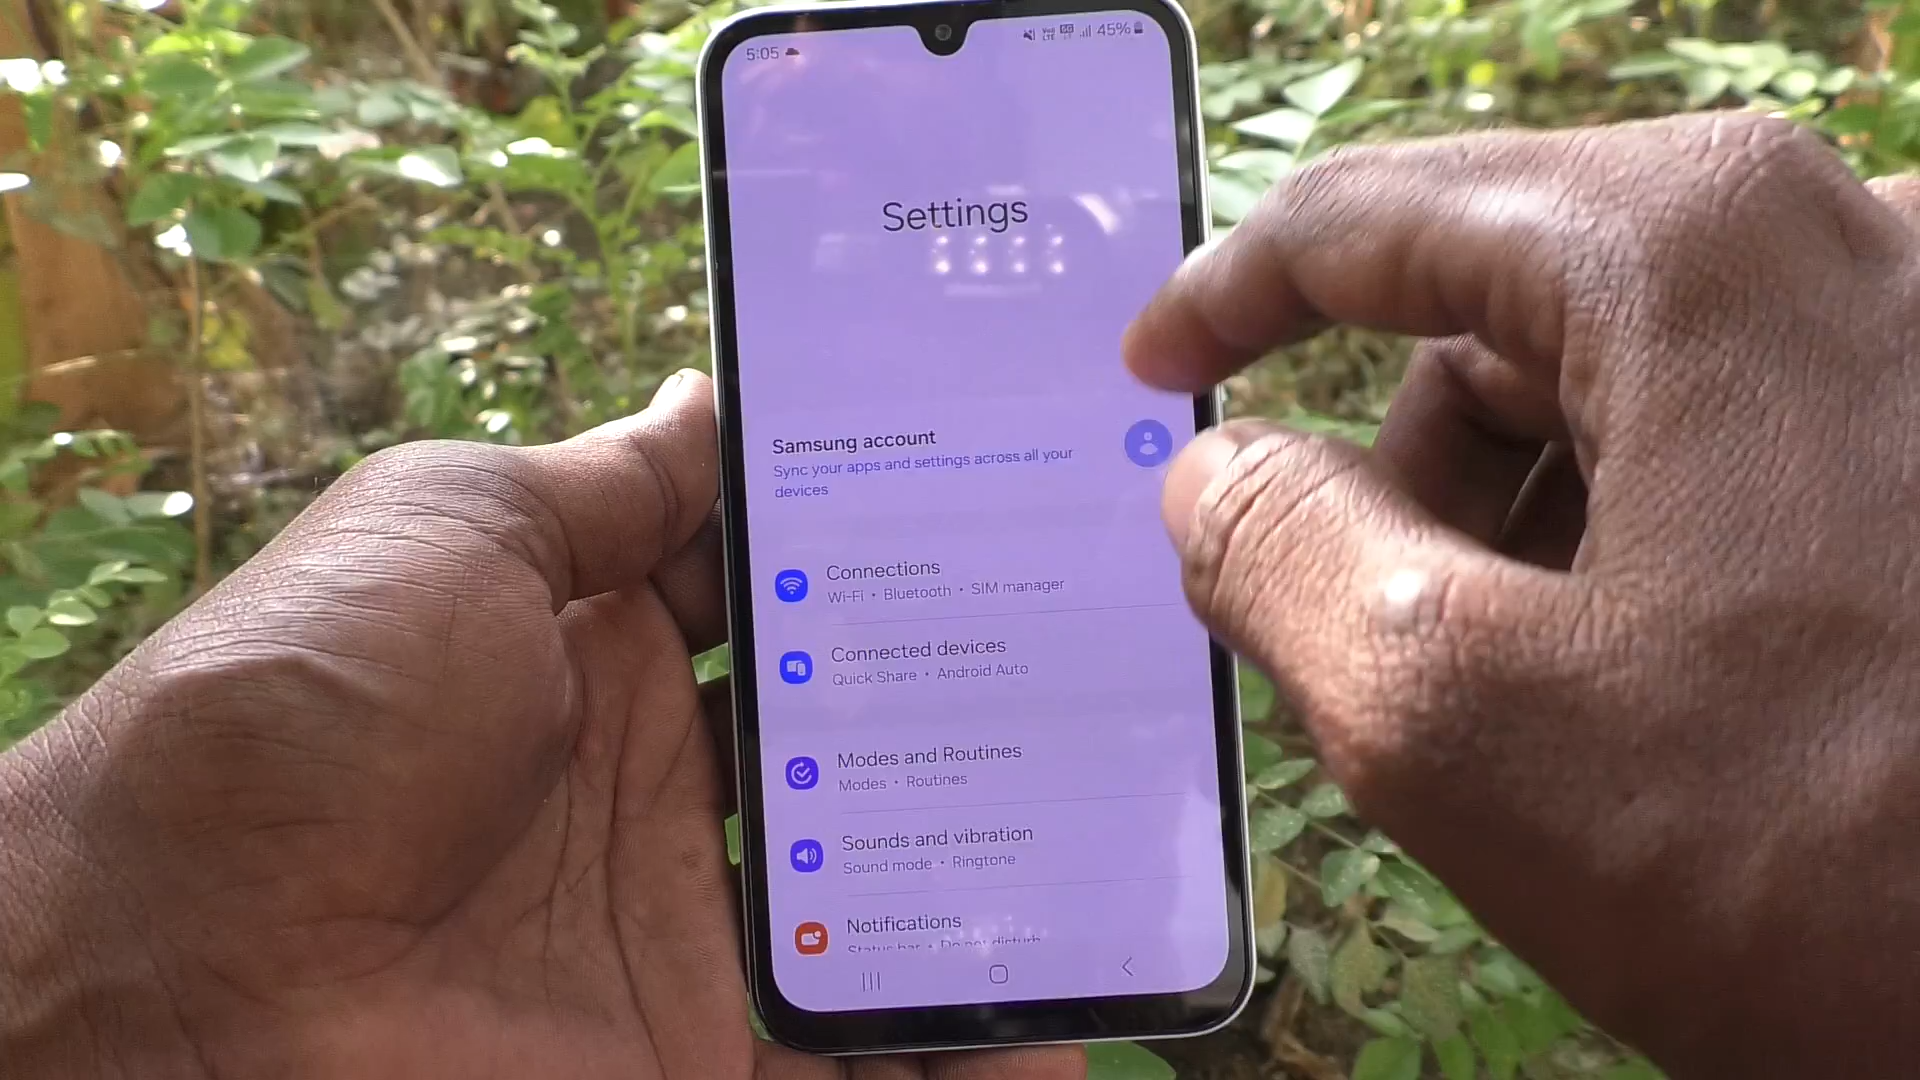 5:05
45%
Settings
Samsung account
Sync your apps and settings across all your
devices
Connections
Wi-Fi • Bluetooth • SIM manager
Connected devices
Quick Share • Android Auto
Modes and Routines
Modes • Routines
Sounds and vibration
Sound mode • Ringtone
Notifications
Status bar • Do not disturb